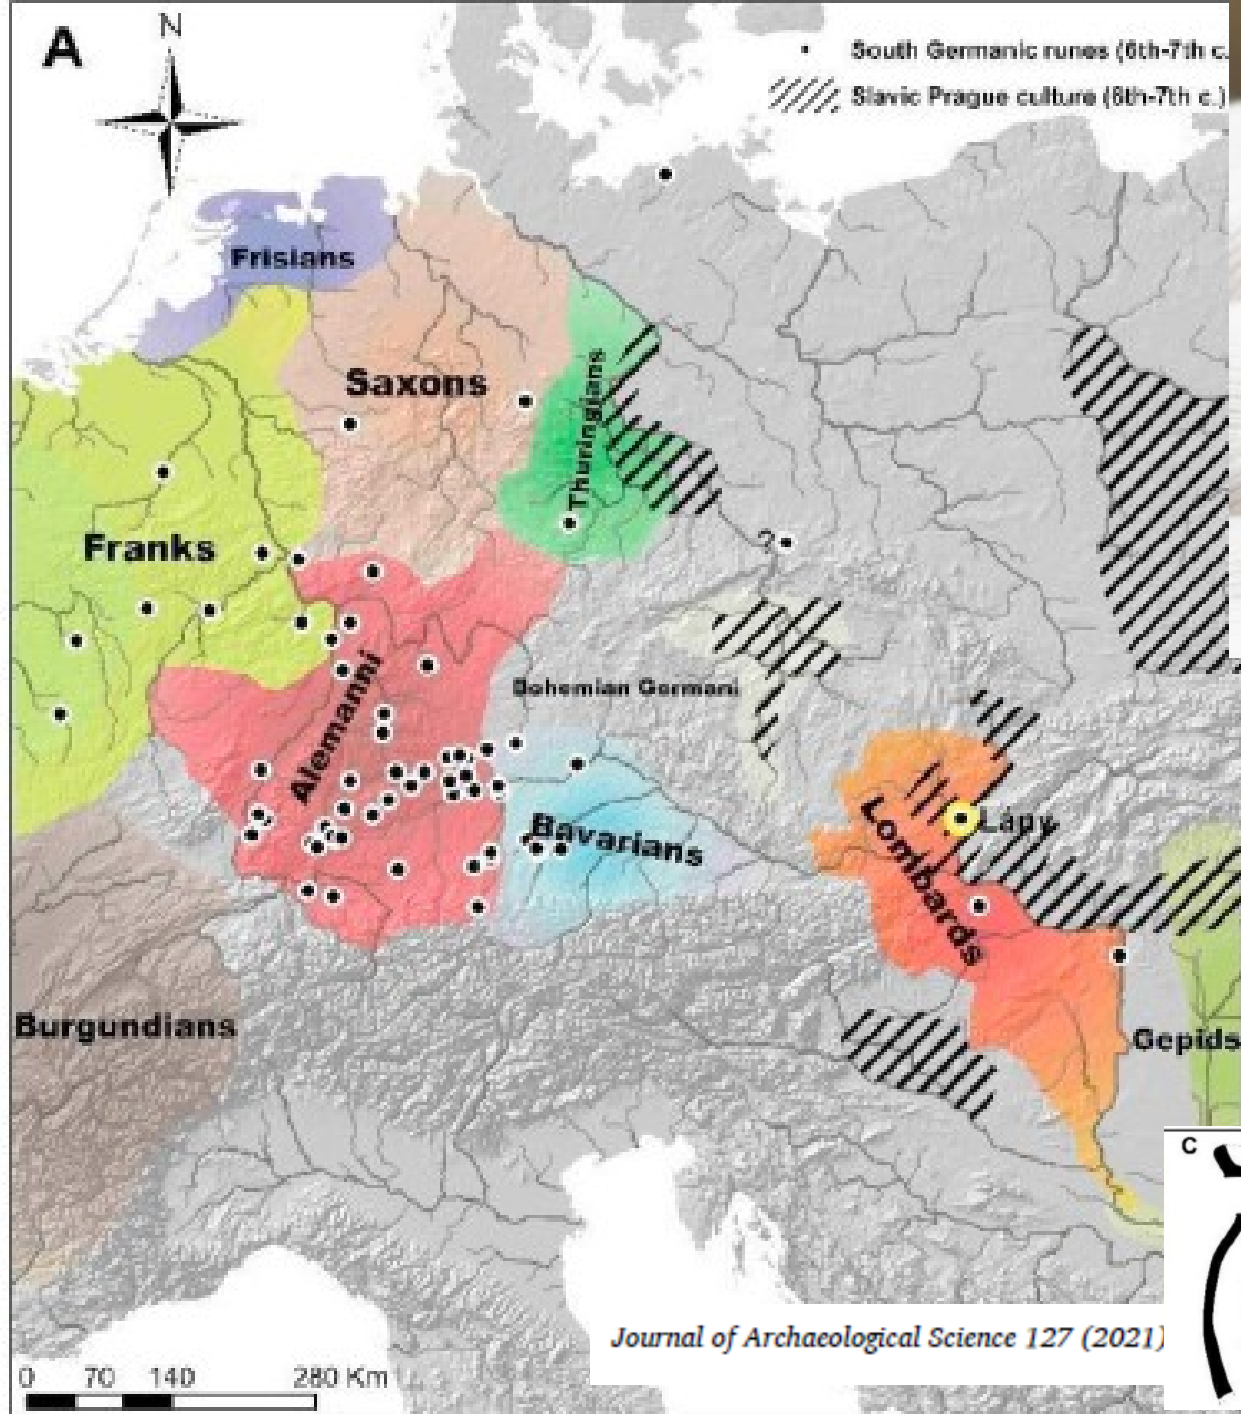 A
N
South Germanic runes (6th-7th c.
Slavic Prague culture (6th-7th c.)
Frisians
Saxons
Thuringians
Franks
?
Alemanni
Bohemian Germani
Bavarians
Lány
Lombards
Burgundians
Gepids
C
Journal of Archaeological Science 127 (2021)
0 70 140 280 Km